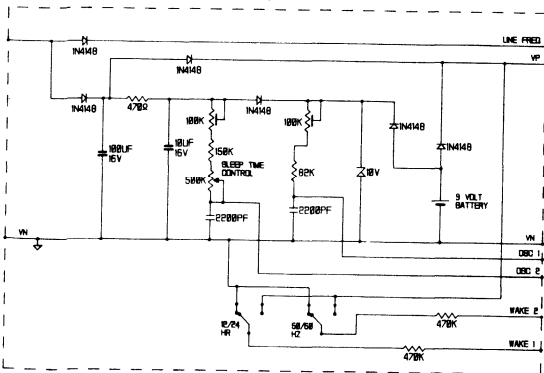 LINE FREQ
1N4148
VP
1N4148
1N4148
470Ω
1N4148
100K
100K
1N4148
1N4148
100UF
16V
10UF
16V
150K
SLEEP TIME
CONTROL
500K
82K
10V
9 VOLT
BATTERY
2200PF
2200PF
VN
VN
OSC 1
OSC 2
12/24
HR
50/60
HZ
470K
WAKE 2
470K
WAKE 1